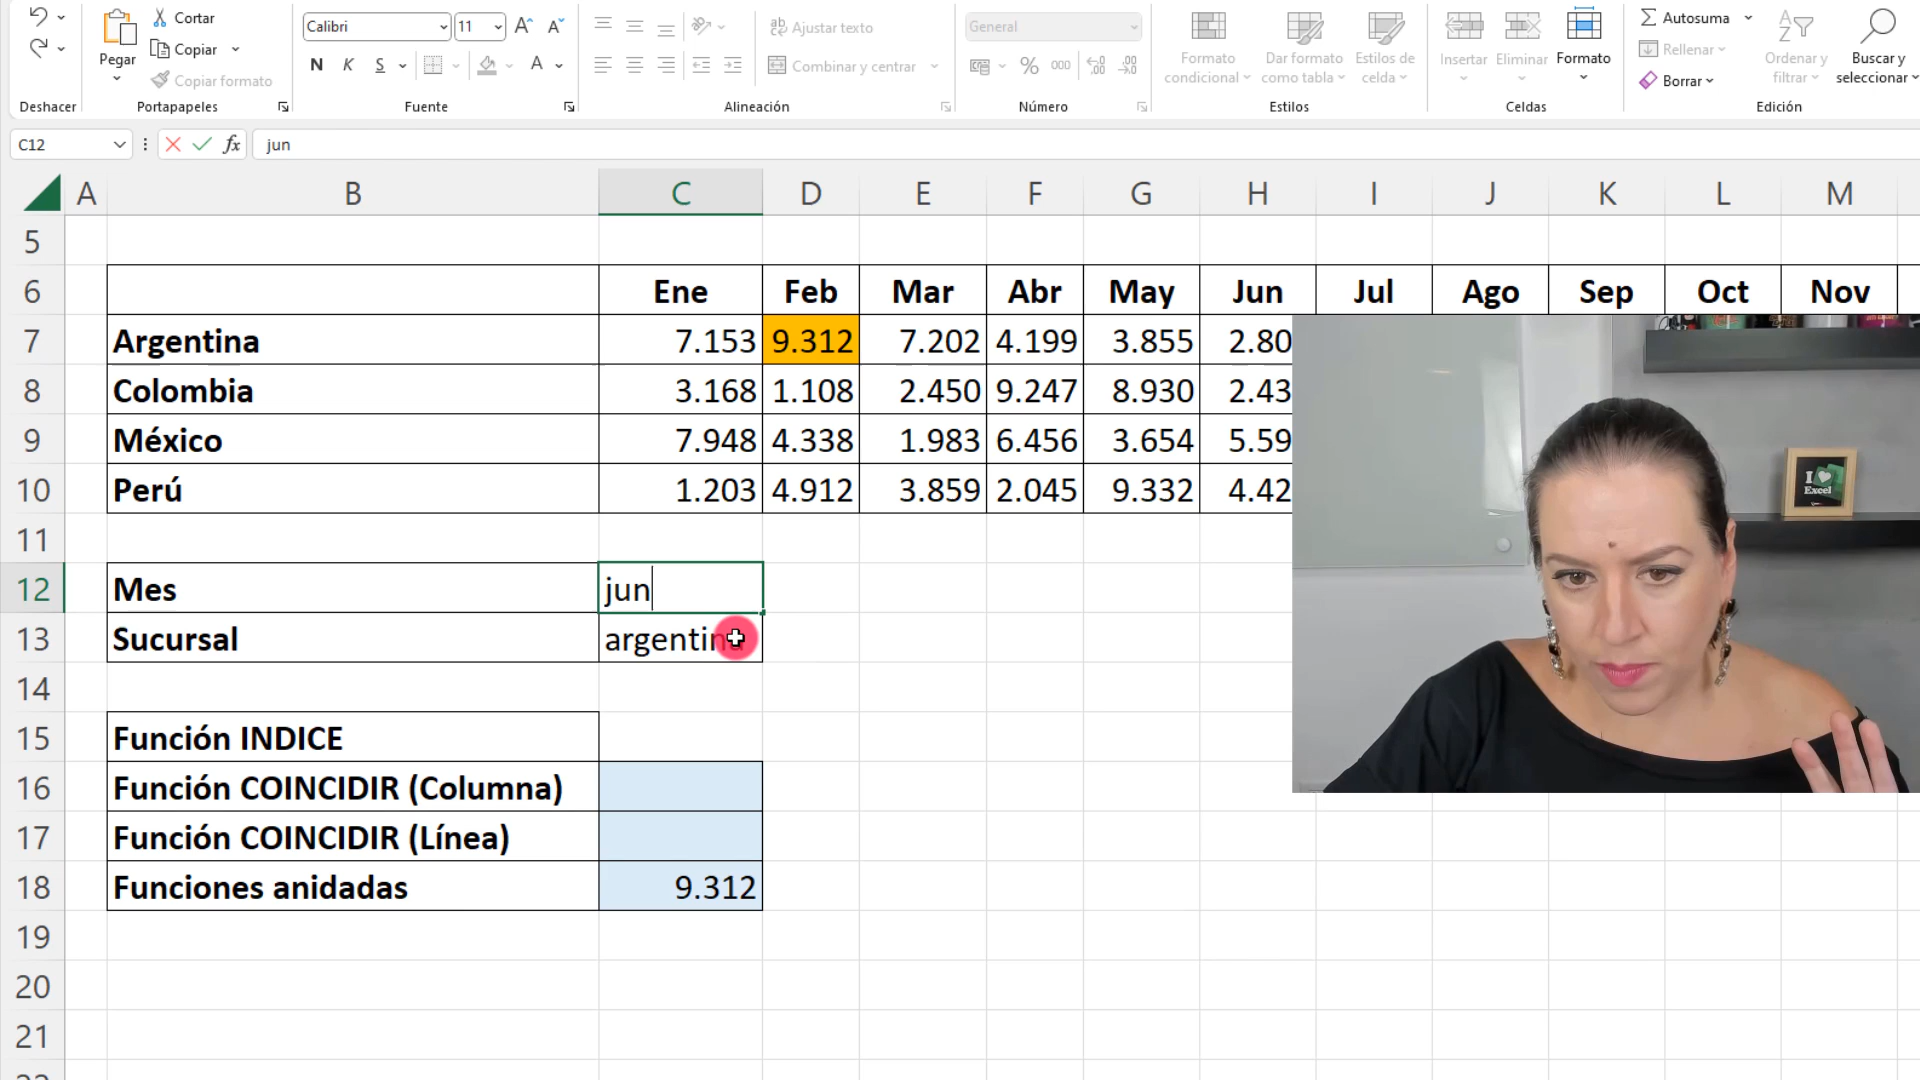 Cortar
Calibri 11 A A
ab Ajustar texto
General
Autosuma
Pegar
Copiar
Copiar formato
N K S A
Combinar y centrar
% 000
Formato condicional
Dar formato como tabla
Estilos de celda
Insertar
Eliminar
Formato
Rellenar
Borrar
Ordenar y filtrar
Buscar y seleccionar
Deshacer Portapapeles Fuente Alineación Número Estilos Celdas Edición
C12 fx jun
A B C D E F G H I J K L M
5
6 Ene Feb Mar Abr May Jun Jul Ago Sep Oct Nov
7 Argentina 7.153 9.312 7.202 4.199 3.855 2.80
8 Colombia 3.168 1.108 2.450 9.247 8.930 2.43
9 México 7.948 4.338 1.983 6.456 3.654 5.59
10 Perú 1.203 4.912 3.859 2.045 9.332 4.42
I Excel
11
12 Mes jun
13 Sucursal argentina
14
15 Función INDICE
16 Función COINCIDIR (Columna)
17 Función COINCIDIR (Línea)
18 Funciones anidadas 9.312
19
20
21